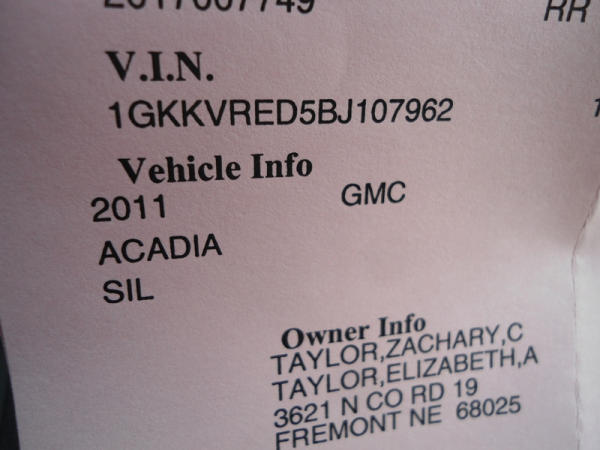 2017007749
RR
V.I.N.
1GKKVRED5BJ107962
Vehicle Info
2011 GMC
ACADIA
SIL
Owner Info
TAYLOR,ZACHARY,C
TAYLOR,ELIZABETH,A
3621 N CO RD 19
FREMONT NE 68025